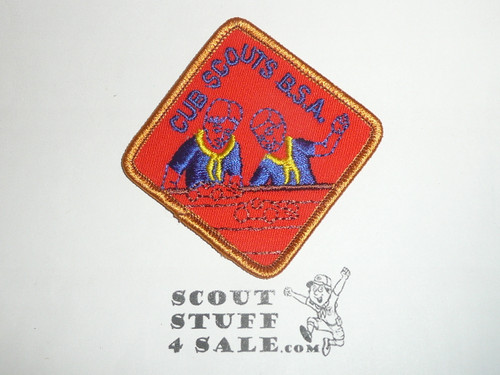 CUB SCOUTS B.S.A.
SCOUT
STUFF
4 SALE.COM